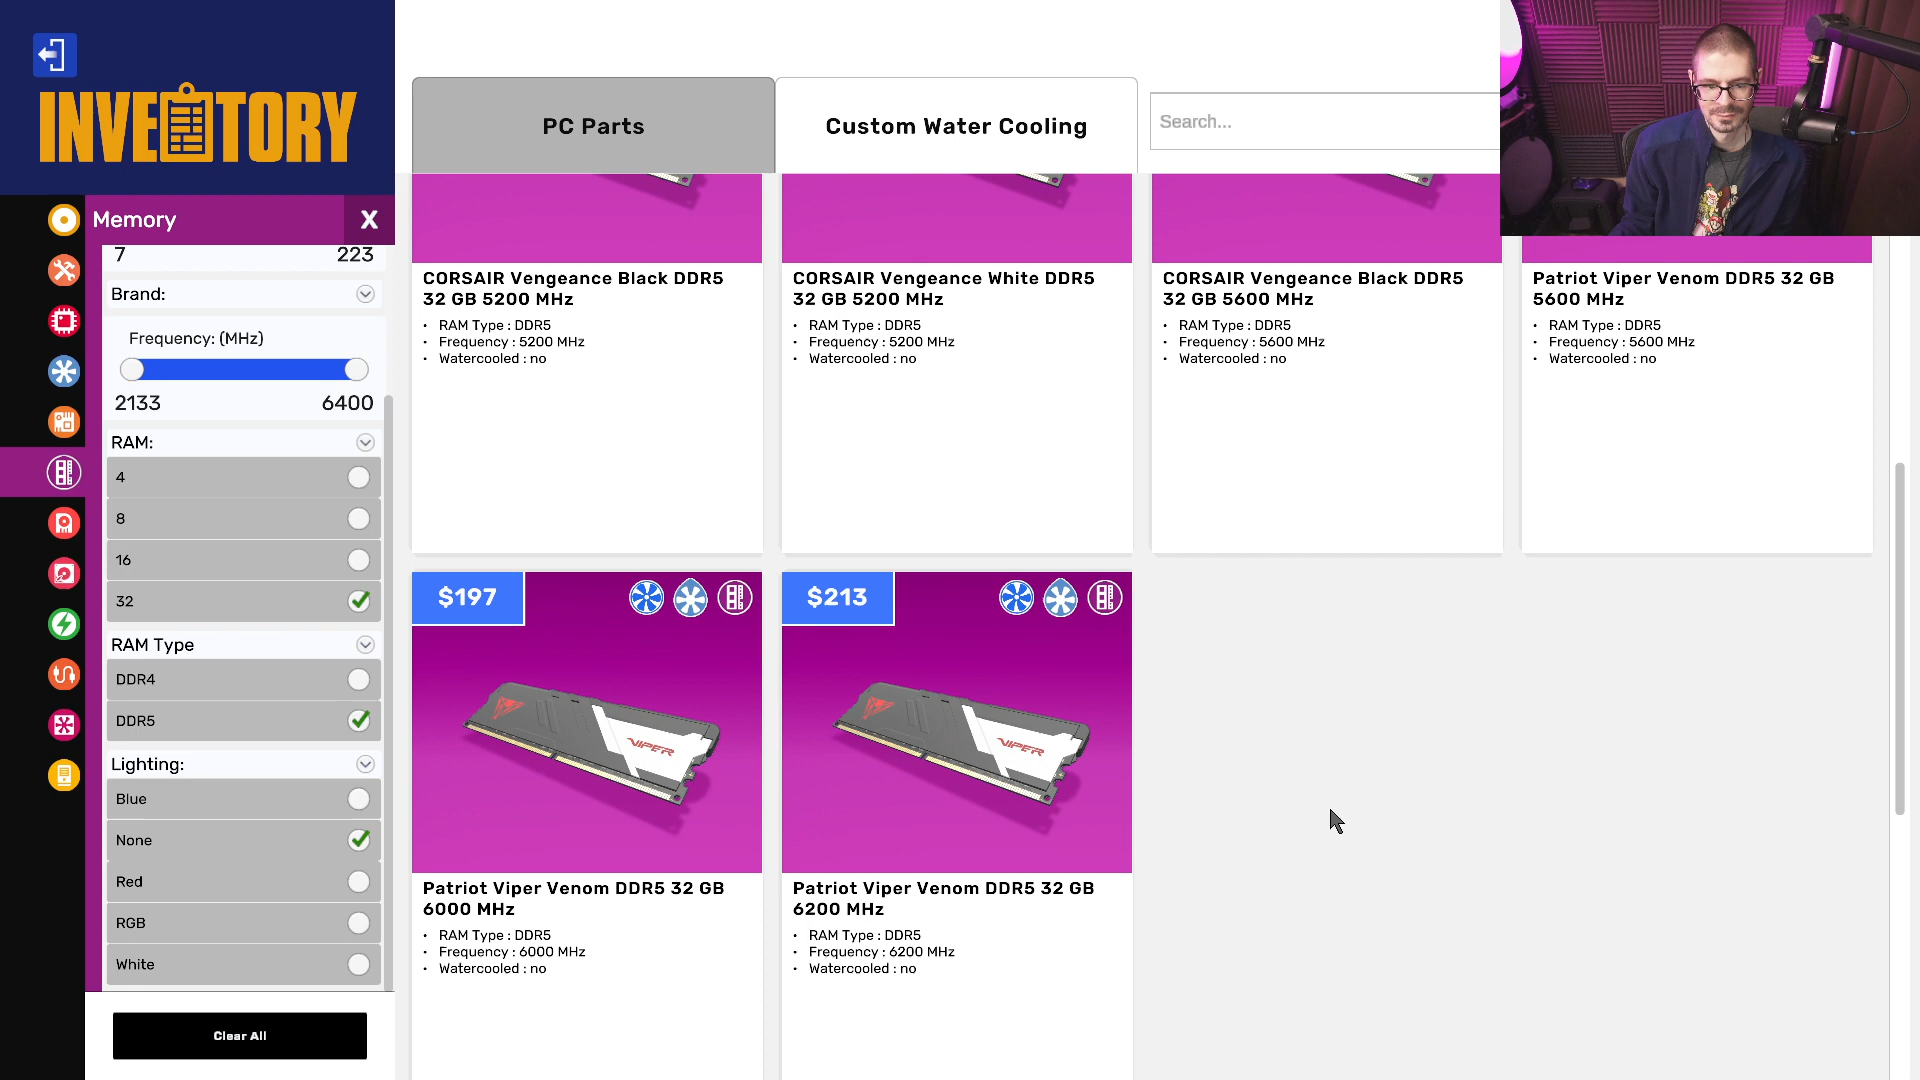 INVENTORY
PC Parts
Custom Water Cooling
Search...
Memory
X
7
223
Brand:
Frequency: (MHz)
2133
6400
RAM:
4
8
16
32
RAM Type
DDR4
DDR5
Lighting:
Blue
None
Red
RGB
White
Clear All
CORSAIR Vengeance Black DDR5
32 GB 5200 MHz
• RAM Type : DDR5
• Frequency : 5200 MHz
• Watercooled : no
CORSAIR Vengeance White DDR5
32 GB 5200 MHz
• RAM Type : DDR5
• Frequency : 5200 MHz
• Watercooled : no
CORSAIR Vengeance Black DDR5
32 GB 5600 MHz
• RAM Type : DDR5
• Frequency : 5600 MHz
• Watercooled : no
Patriot Viper Venom DDR5 32 GB
5600 MHz
• RAM Type : DDR5
• Frequency : 5600 MHz
• Watercooled : no
$197
VIPER
Patriot Viper Venom DDR5 32 GB
6000 MHz
• RAM Type : DDR5
• Frequency : 6000 MHz
• Watercooled : no
$213
VIPER
Patriot Viper Venom DDR5 32 GB
6200 MHz
• RAM Type : DDR5
• Frequency : 6200 MHz
• Watercooled : no